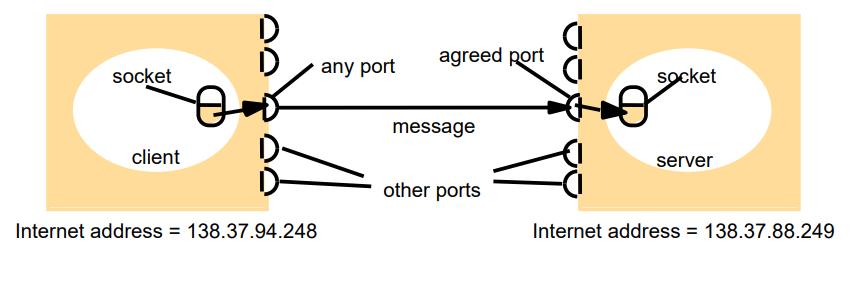 agreed port
any port
socket
socket
message
client
server
other ports
Internet address = 138.37.94.248
Internet address = 138.37.88.249